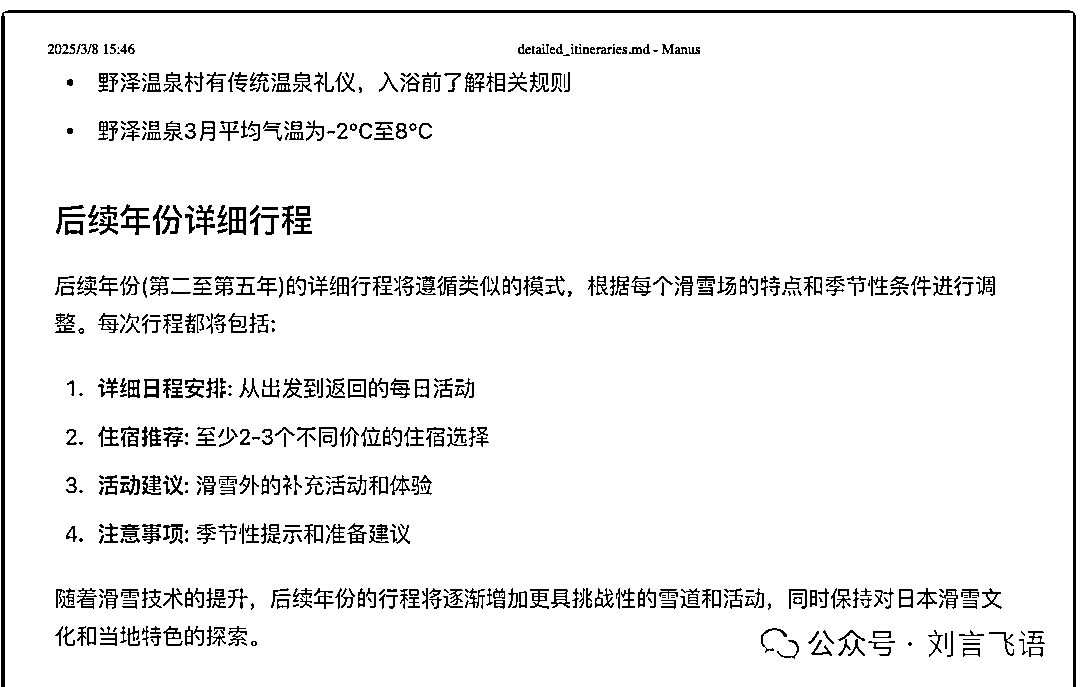 2025/3/8 15:46 detailed_itineraries.md - Manus
• 野泽温泉村有传统温泉礼仪，入浴前了解相关规则
• 野泽温泉3月平均气温为-2°C至8°C
后续年份详细行程
后续年份(第二至第五年)的详细行程将遵循类似的模式，根据每个滑雪场的特点和季节性条件进行调
整。每次行程都将包括:
1. 详细日程安排: 从出发到返回的每日活动
2. 住宿推荐: 至少2-3个不同价位的住宿选择
3. 活动建议: 滑雪外的补充活动和体验
4. 注意事项: 季节性提示和准备建议
随着滑雪技术的提升，后续年份的行程将逐渐增加更具挑战性的雪道和活动，同时保持对日本滑雪文
化和当地特色的探索。
公众号 · 刘言飞语